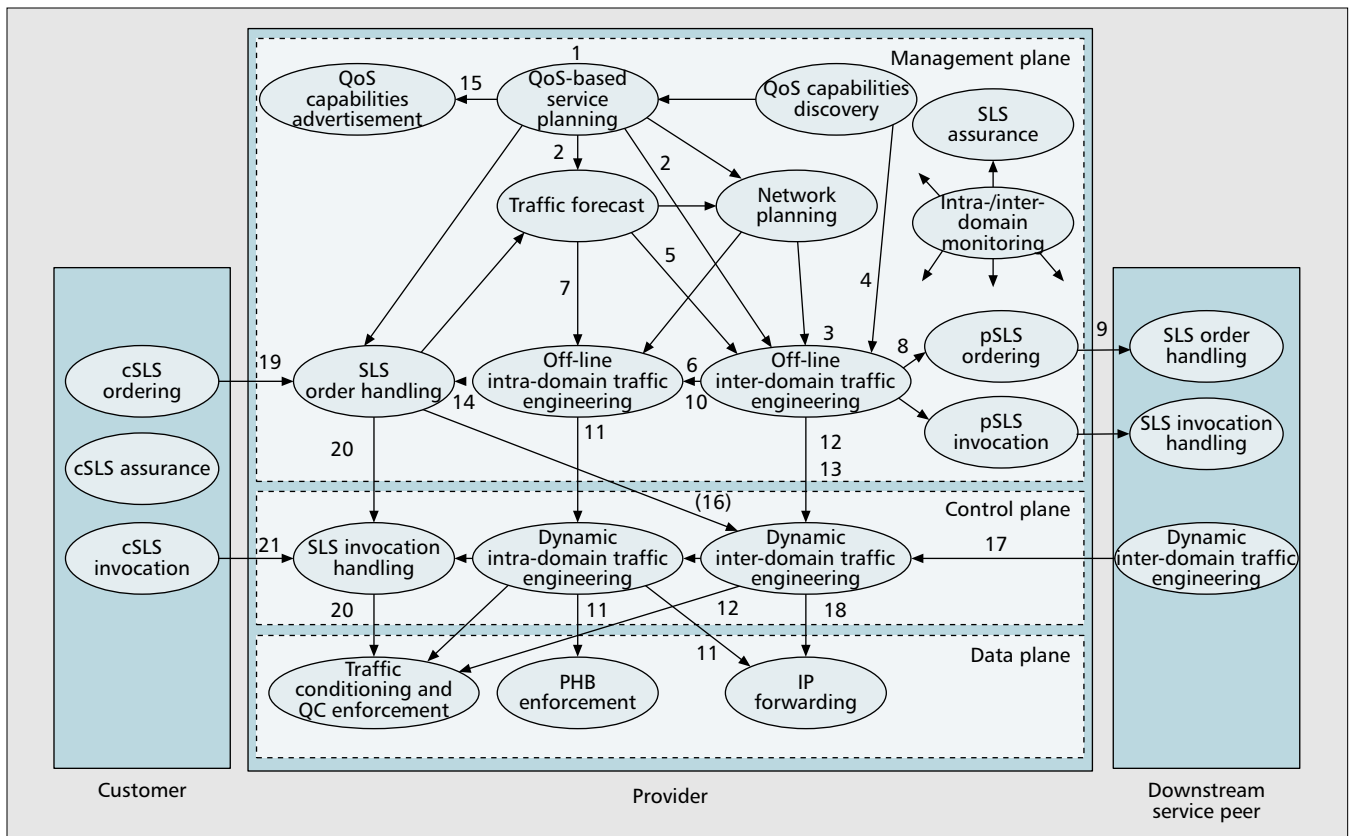 1
Management plane
QoS
capabilities
advertisement
15
QoS-based
service
planning
QoS capabilities
discovery
SLS
assurance
2
2
Traffic forecast
Network
planning
Intra-/inter-
domain
monitoring
5
4
7
3
8
9
pSLS
ordering
SLS order
handling
cSLS
ordering
19
SLS
order handling
14
Off-line
intra-domain traffic
engineering
6
10
Off-line
inter-domain traffic
engineering
pSLS
invocation
SLS invocation
handling
cSLS assurance
20
11
12
13
(16)
Control plane
cSLS
invocation
21
SLS invocation
handling
Dynamic
intra-domain traffic
engineering
Dynamic
inter-domain traffic
engineering
17
Dynamic
inter-domain traffic
engineering
20
11
12
18
11
Data plane
Traffic
conditioning and
QC enforcement
PHB
enforcement
IP
forwarding
Customer
Provider
Downstream
service peer